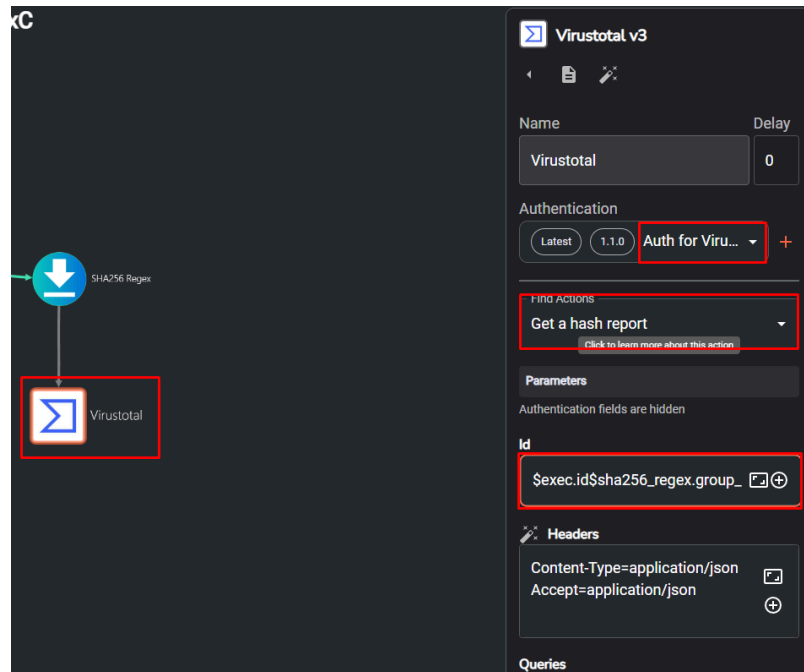 xC
SHA256 Regex
Virustotal
Virustotal v3
Name
Delay
Virustotal
0
Authentication
Latest
1.1.0
Auth for Viru...
Find Actions
Get a hash report
Click to learn more about this action
Parameters
Authentication fields are hidden
Id
$exec.id$sha256_regex.group_
Headers
Content-Type=application/json
Accept=application/json
Queries